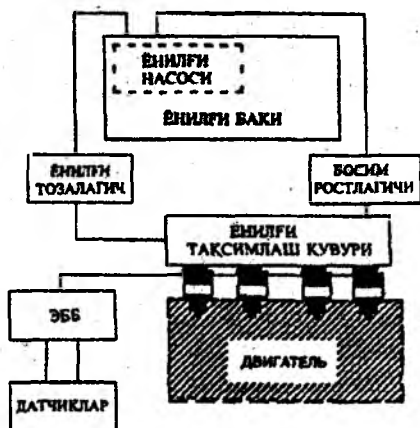 ЁНИЛҒИ
НАСОСИ
ЁНИЛҒИ БАКИ
ЁНИЛҒИ
ТОЗАЛАГИЧ
БОСИМ
РОСТЛАГИЧИ
ЁНИЛҒИ
ТАҚСИМЛАШ ҚУВУРИ
ЭББ
ДВИГАТЕЛЬ
ДАТЧИКЛАР